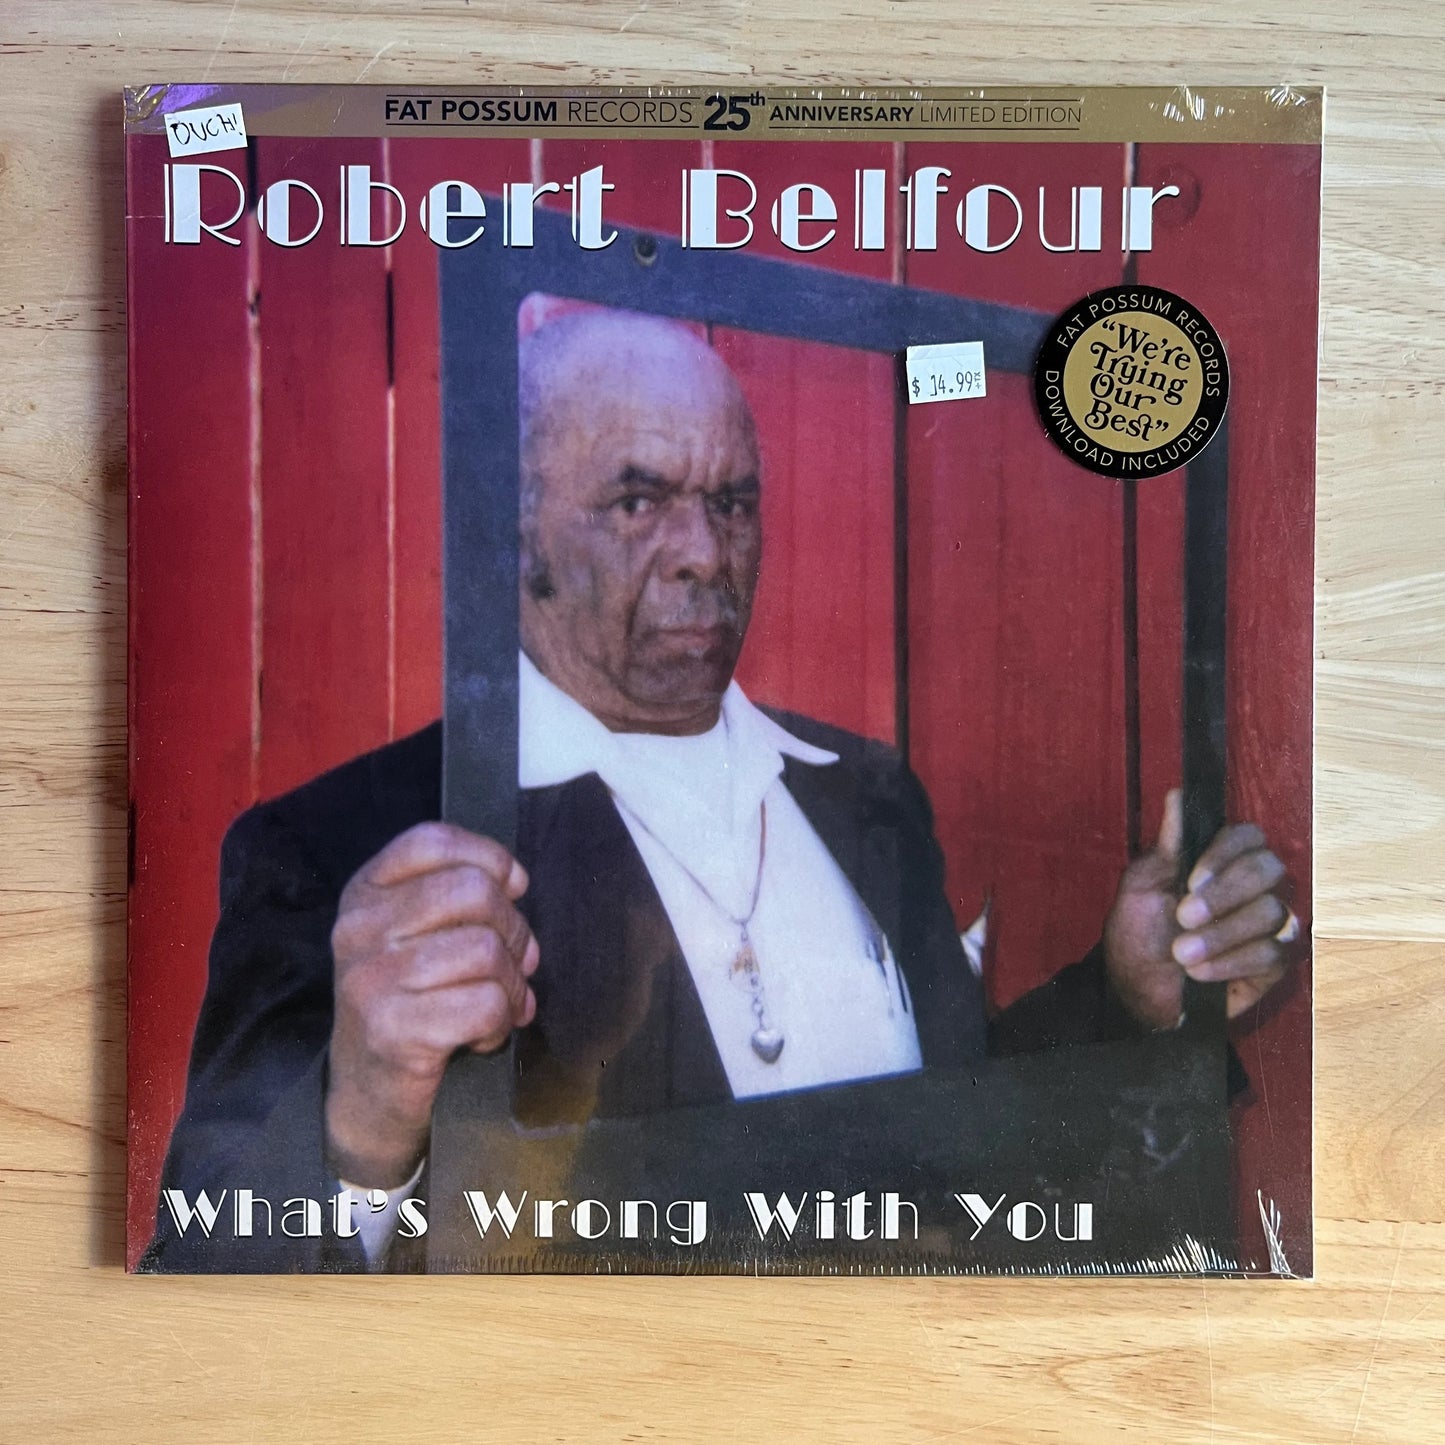 FAT POSSUM RECORDS 25th ANNIVERSARY LIMITED EDITION
OUCH!
Robert Belfour
$ 14.99 +TX
FAT POSSUM RECORDS
"We're
Trying
Our
Best"
DOWNLOAD INCLUDED
What's Wrong With You